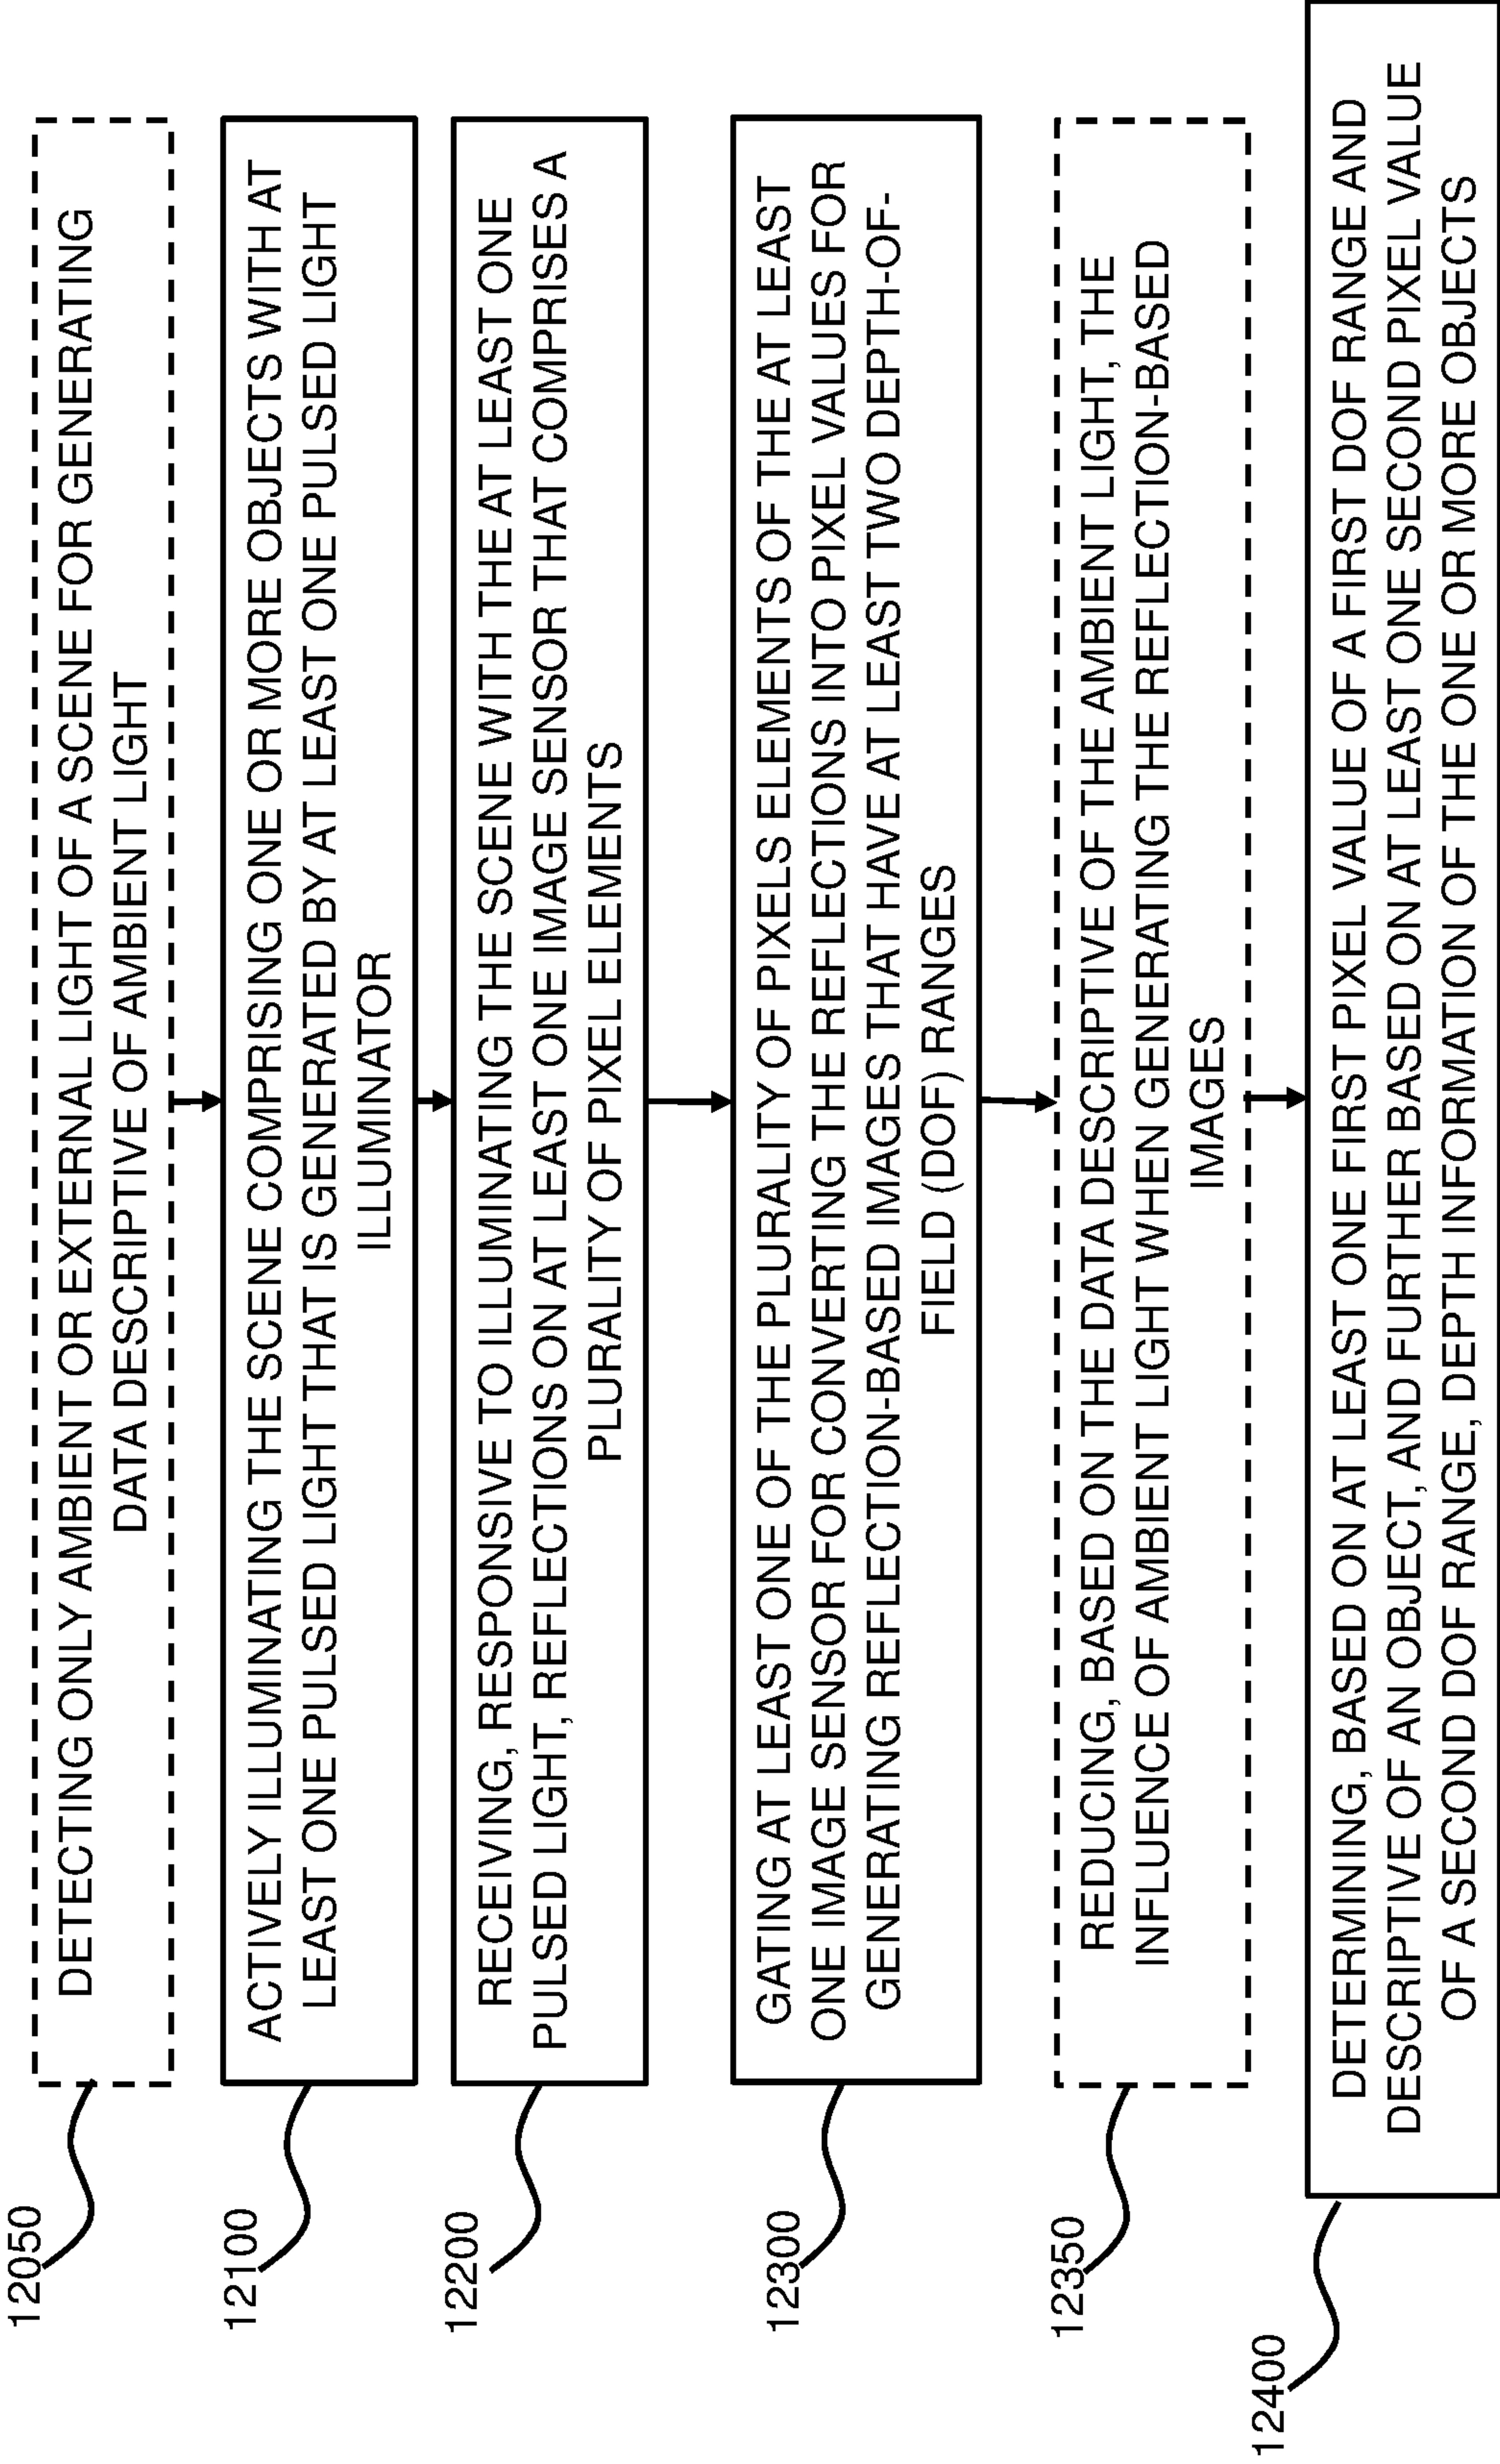 12050
DETECTING ONLY AMBIENT OR EXTERNAL LIGHT OF A SCENE FOR GENERATING
DATA DESCRIPTIVE OF AMBIENT LIGHT
12100
ACTIVELY ILLUMINATING THE SCENE COMPRISING ONE OR MORE OBJECTS WITH AT
LEAST ONE PULSED LIGHT THAT IS GENERATED BY AT LEAST ONE PULSED LIGHT
ILLUMINATOR
12200
RECEIVING, RESPONSIVE TO ILLUMINATING THE SCENE WITH THE AT LEAST ONE
PULSED LIGHT, REFLECTIONS ON AT LEAST ONE IMAGE SENSOR THAT COMPRISES A
PLURALITY OF PIXEL ELEMENTS
12300
GATING AT LEAST ONE OF THE PLURALITY OF PIXELS ELEMENTS OF THE AT LEAST
ONE IMAGE SENSOR FOR CONVERTING THE REFLECTIONS INTO PIXEL VALUES FOR
GENERATING REFLECTION-BASED IMAGES THAT HAVE AT LEAST TWO DEPTH-OF-
FIELD (DOF) RANGES
12350
REDUCING, BASED ON THE DATA DESCRIPTIVE OF THE AMBIENT LIGHT, THE
INFLUENCE OF AMBIENT LIGHT WHEN GENERATING THE REFLECTION-BASED
IMAGES
12400
DETERMINING, BASED ON AT LEAST ONE FIRST PIXEL VALUE OF A FIRST DOF RANGE AND
DESCRIPTIVE OF AN OBJECT, AND FURTHER BASED ON AT LEAST ONE SECOND PIXEL VALUE
OF A SECOND DOF RANGE, DEPTH INFORMATION OF THE ONE OR MORE OBJECTS